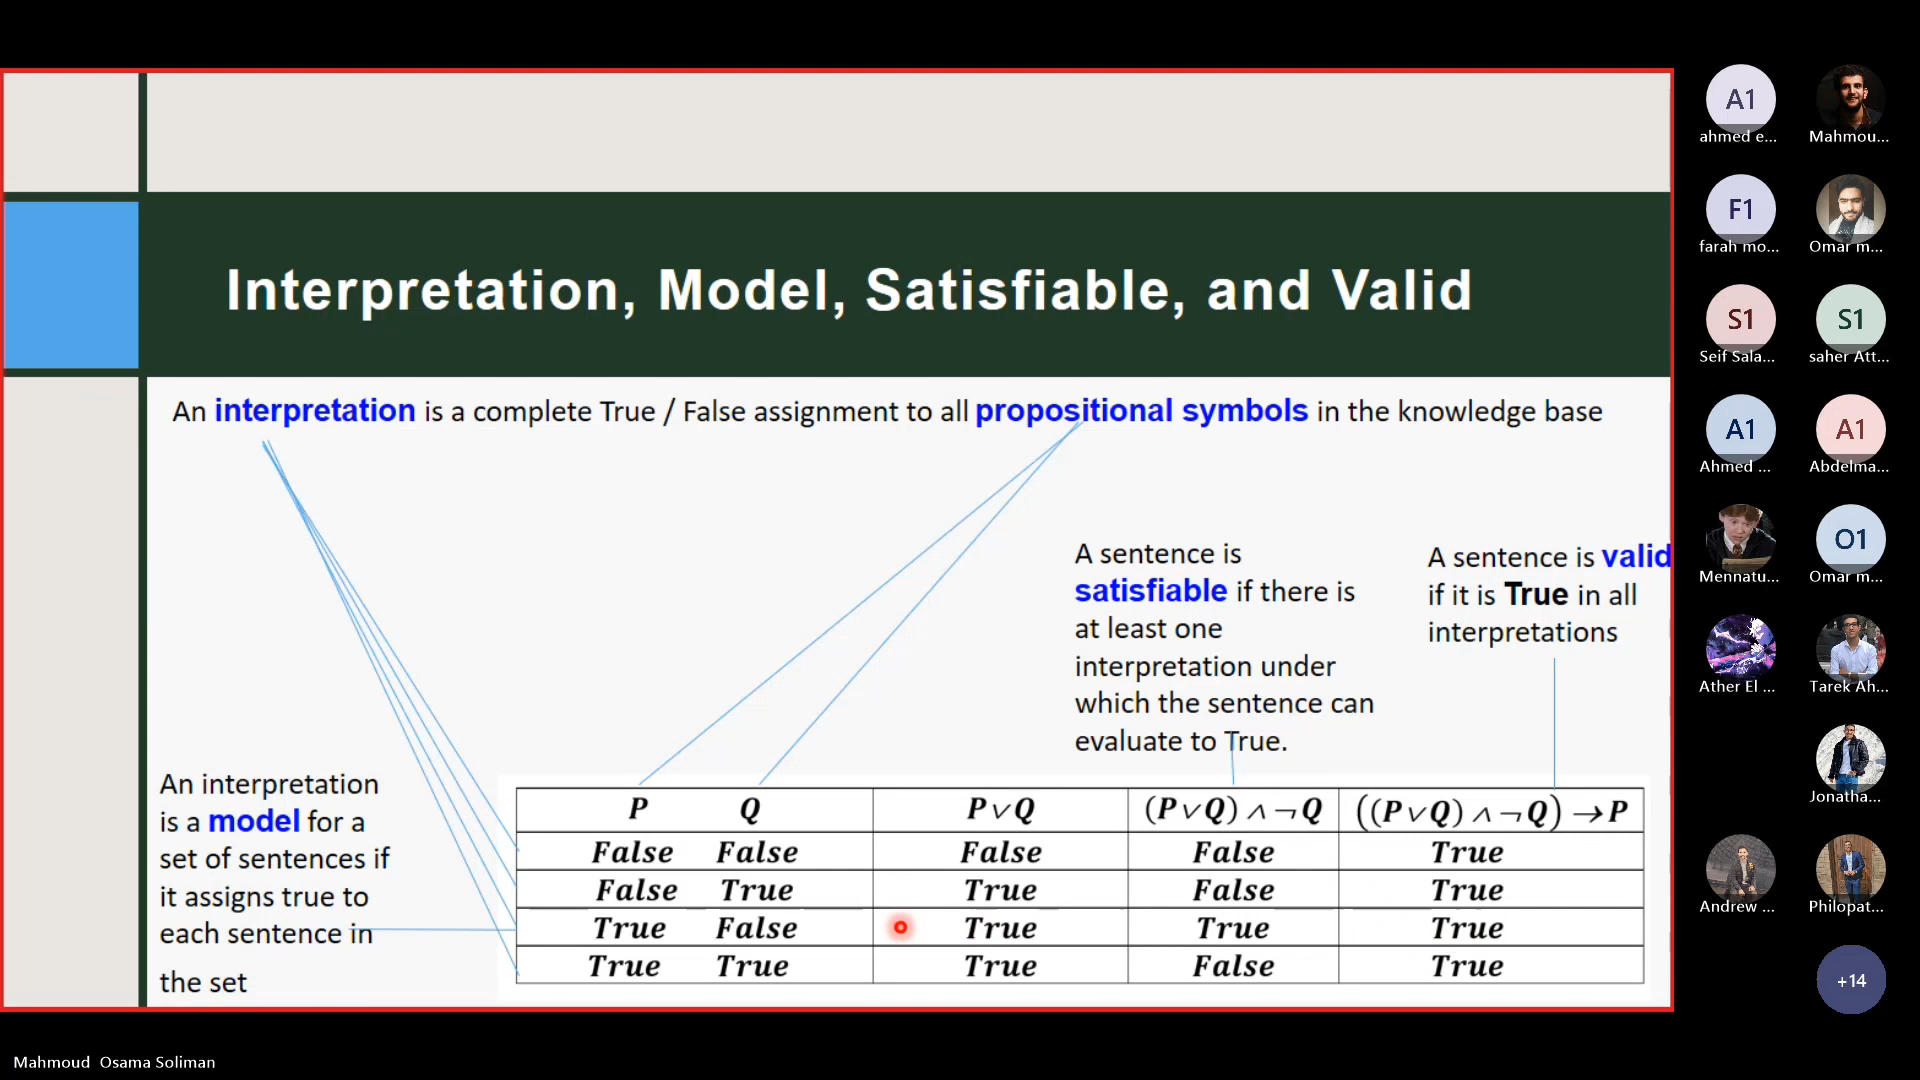 Interpretation, Model, Satisfiable, and Valid
An interpretation is a complete True / False assignment to all propositional symbols in the knowledge base
A sentence is
satisfiable if there is
at least one
interpretation under
which the sentence can
evaluate to True.
A sentence is valid
if it is True in all
interpretations
An interpretation
is a model for a
set of sentences if
it assigns true to
each sentence in
the set
P Q P∨Q (P∨Q) ∧ ¬Q ((P∨Q) ∧ ¬Q) → P
False False False False True
False True True False True
True False True True True
True True True False True
A1 ahmed e...
Mahmou...
F1 farah mo...
Omar m...
S1 Seif Sala...
S1 saher Att...
A1 Ahmed ...
A1 Abdelma...
Mennatu...
O1 Omar m...
Ather El ...
Tarek Ah...
Jonatha...
Andrew ...
Philopat...
+14
Mahmoud Osama Soliman